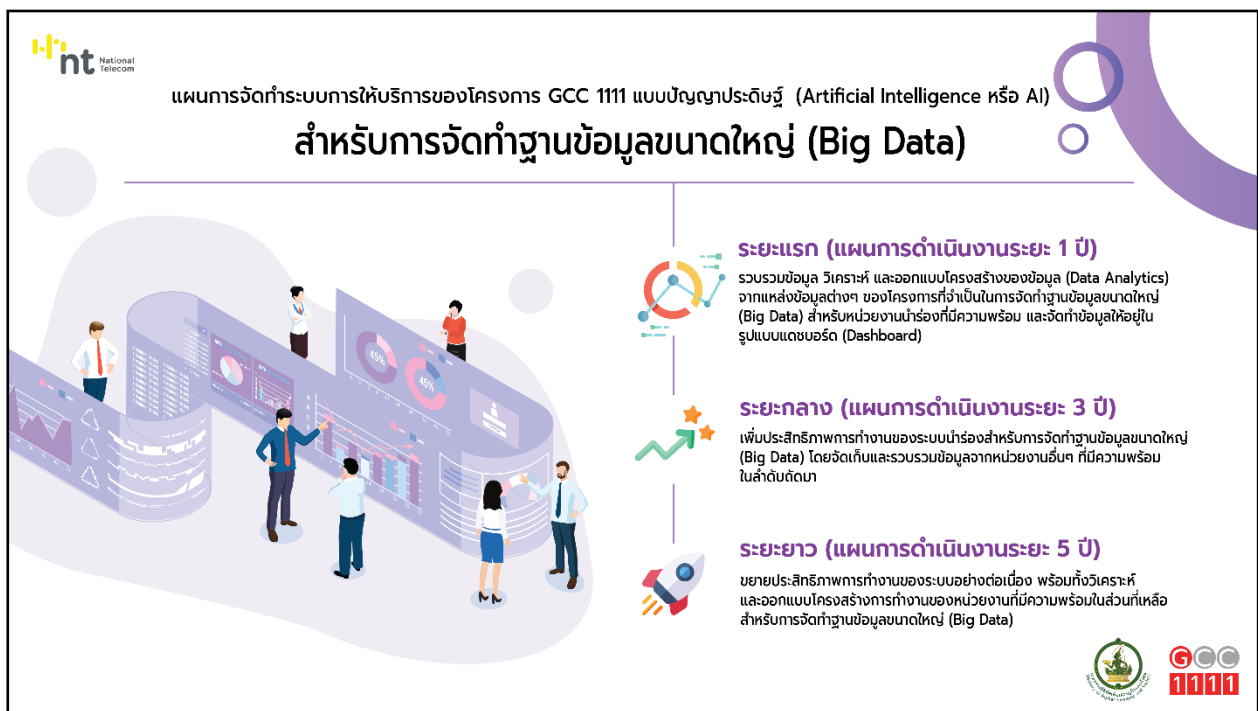 nt National
Telecom
แผนการจัดทำระบบการให้บริการของโครงการ GCC 1111 แบบปัญญาประดิษฐ์ (Artificial Intelligence หรือ AI)
สำหรับการจัดทำฐานข้อมูลขนาดใหญ่ (Big Data)
ระยะแรก (แผนการดำเนินงานระยะ 1 ปี)
รวบรวมข้อมูล วิเคราะห์ และออกแบบโครงสร้างของข้อมูล (Data Analytics)
จากแหล่งข้อมูลต่างๆ ของโครงการที่จำเป็นในการจัดทำฐานข้อมูลขนาดใหญ่
(Big Data) สำหรับหน่วยงานนำร่องที่มีความพร้อม และจัดทำข้อมูลให้อยู่ใน
รูปแบบแดชบอร์ด (Dashboard)
45%
45%
ระยะกลาง (แผนการดำเนินงานระยะ 3 ปี)
เพิ่มประสิทธิภาพการทำงานของระบบนำร่องสำหรับการจัดทำฐานข้อมูลขนาดใหญ่
(Big Data) โดยจัดเก็บและรวบรวมข้อมูลจากหน่วยงานอื่นๆ ที่มีความพร้อม
ในลำดับถัดมา
ระยะยาว (แผนการดำเนินงานระยะ 5 ปี)
ขยายประสิทธิภาพการทำงานของระบบอย่างต่อเนื่อง พร้อมทั้งวิเคราะห์
และออกแบบโครงสร้างการทำงานของหน่วยงานที่มีความพร้อมในส่วนที่เหลือ
สำหรับการจัดทำฐานข้อมูลขนาดใหญ่ (Big Data)
GCC
1111